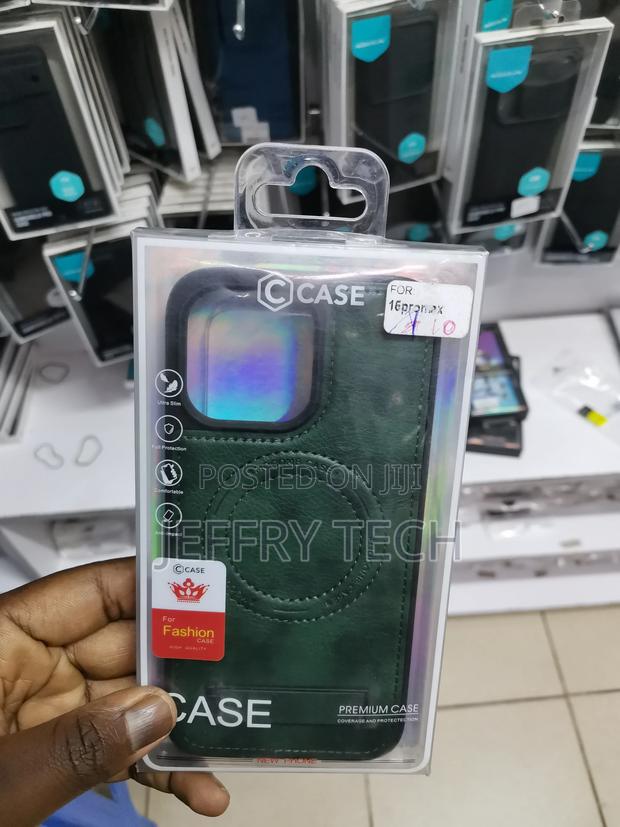 C CASE
FOR:
16promax
Ultra Slim
Full Protection
Comfortable
POSTED ON JIJI
JEFFRY TECH
C CASE
For
Fashion
CASE
HIGH QUALITY
CASE
PREMIUM CASE
COVERAGE AND PROTECTECTION
NEW I-HONE